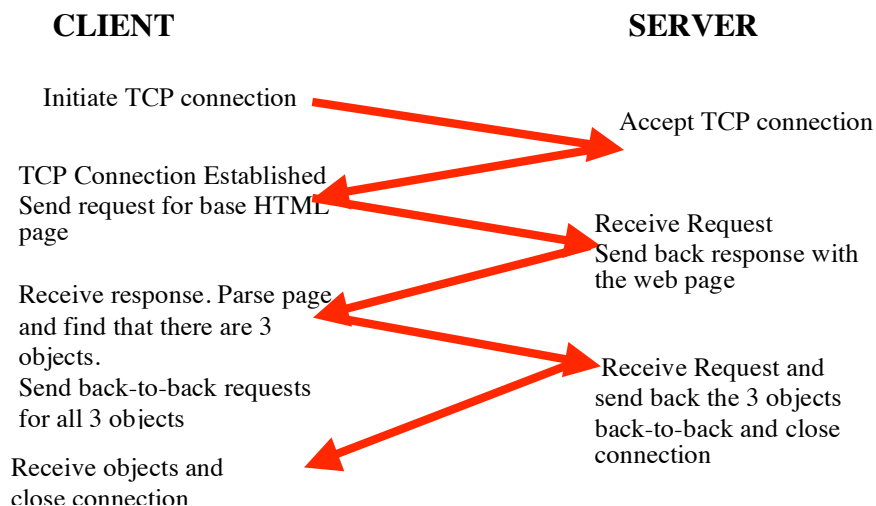 CLIENT
SERVER
Initiate TCP connection
Accept TCP connection
TCP Connection Established
Send request for base HTML
page
Receive Request
Send back response with
the web page
Receive response. Parse page
and find that there are 3
objects.
Send back-to-back requests
for all 3 objects
Receive Request and
send back the 3 objects
back-to-back and close
connection
Receive objects and
close connection